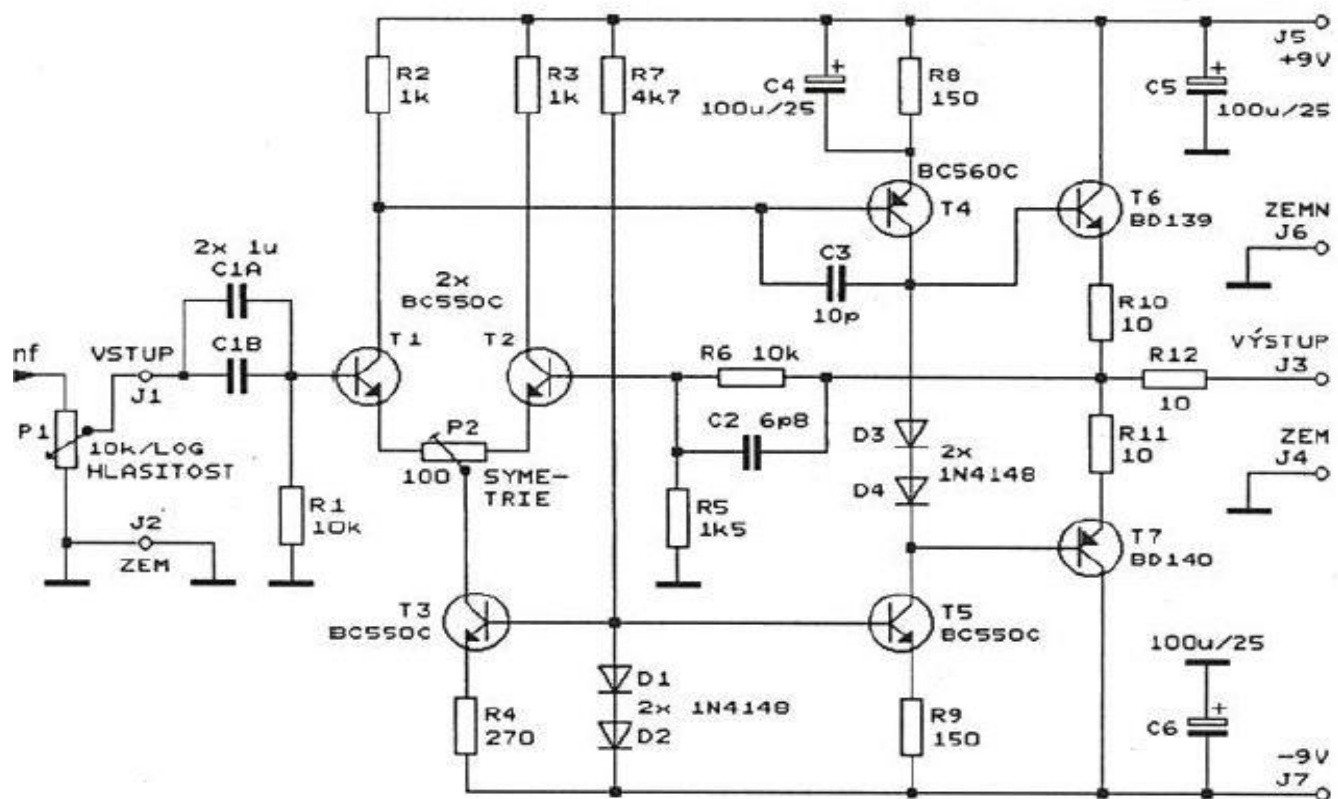 J5
+9V
R2
1k
R3
1k
R7
4k7
C4
100u/25
+
R8
150
C5
100u/25
+
BC560C
T4
T6
BD139
ZEMN
J6
2x 1u
C1A
C1B
2x
BC550C
C3
10p
R10
10
nf
VSTUP
J1
T1
T2
R6 10k
C2 6p8
R12
10
VÝSTUP
J3
P1
10k/LOG
HLASITOST
P2
100
SYME-
TRIE
D3
2x
1N4148
D4
R11
10
ZEM
J4
J2
ZEM
R1
10k
R5
1k5
T7
BD140
T3
BC550C
T5
BC550C
100u/25
+
C6
R4
270
D1
2x 1N4148
D2
R9
150
-9V
J7